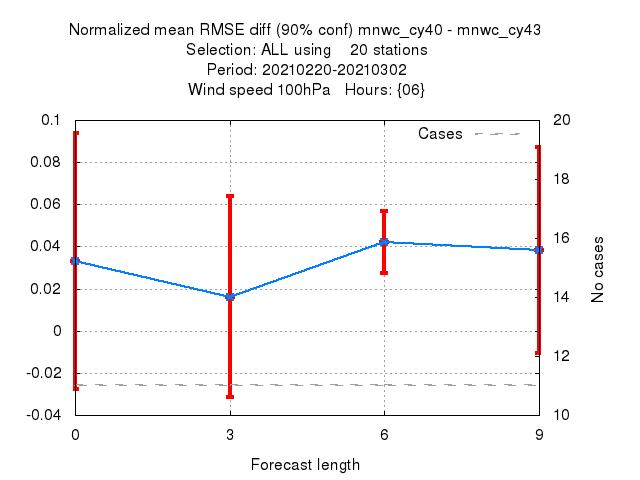 Normalized mean RMSE diff (90% conf) mnwc_cy40 - mnwc_cy43
Selection: ALL using    20 stations
Period: 20210220-20210302
Wind speed 100hPa   Hours: {06}
0.1
0.08
0.06
0.04
0.02
0
-0.02
-0.04
Cases
20
18
16
14
12
10
No cases
0 3 6 9
Forecast length